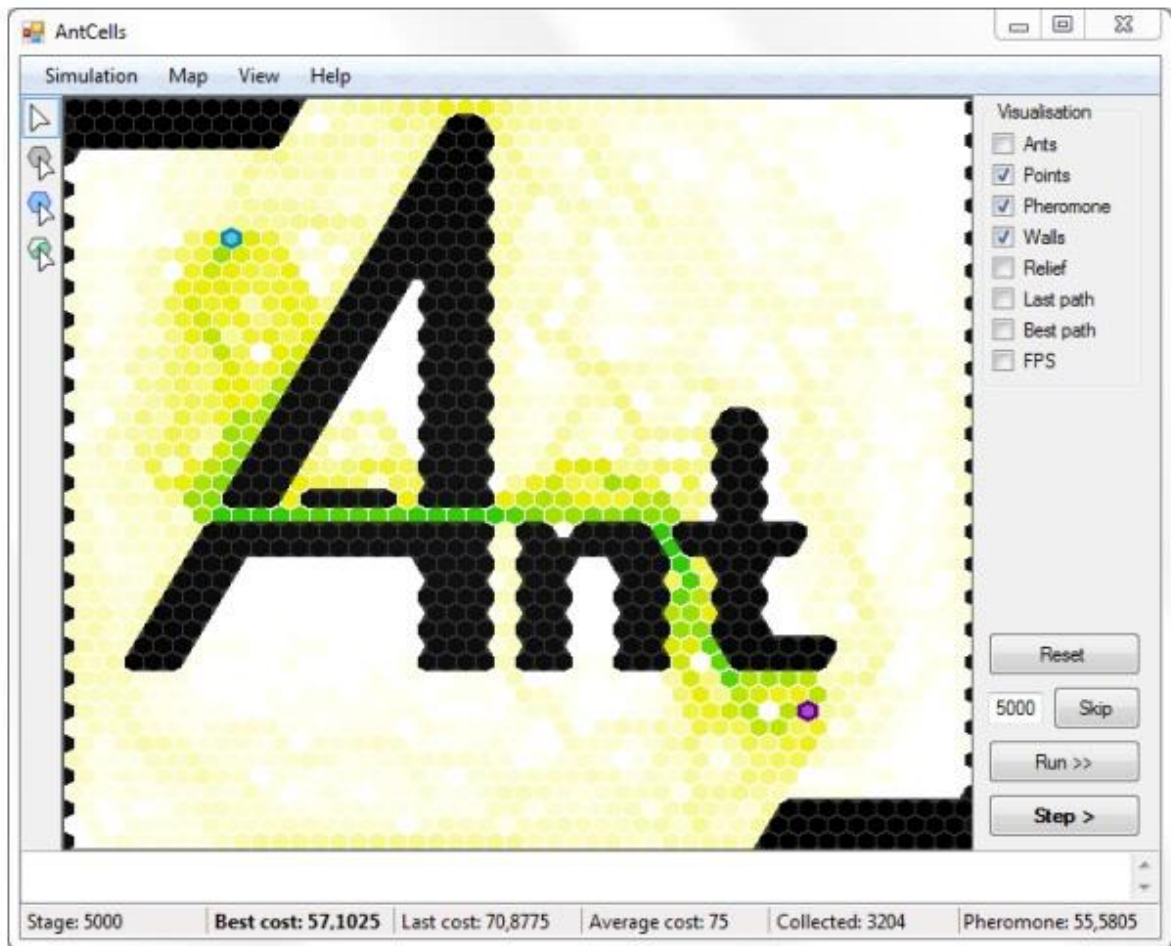 AntCells
Simulation Map View Help
Visualisation
Ants
Points
Pheromone
Walls
Relief
Last path
Best path
FPS
Ant
Reset
5000 Skip
Run >>
Step >
Stage: 5000 Best cost: 57,1025 Last cost: 70,8775 Average cost: 75 Collected: 3204 Pheromone: 55,5805